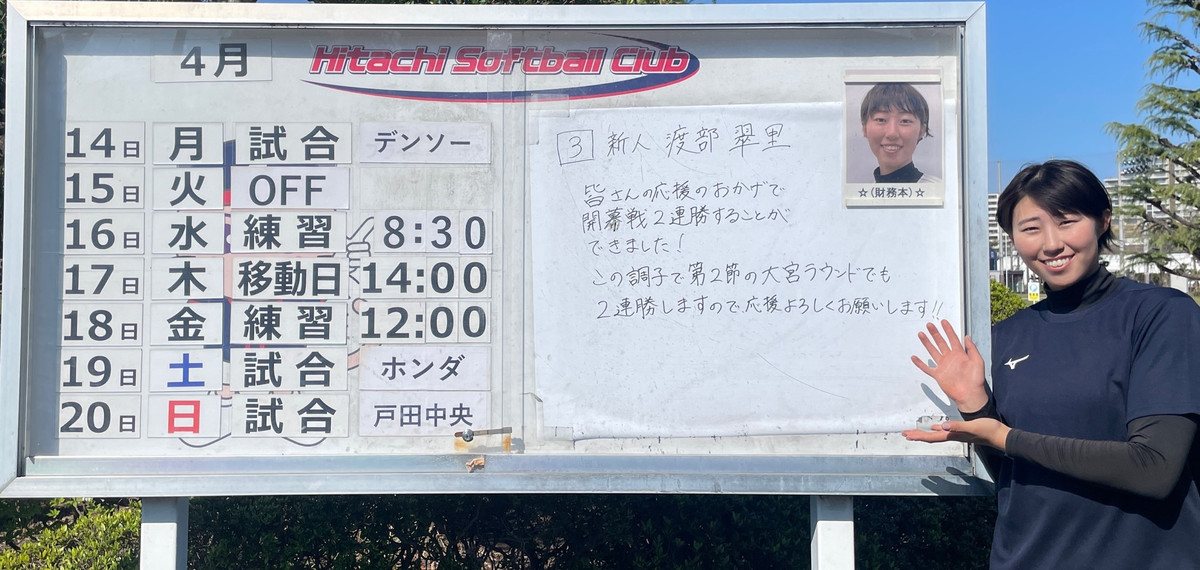 4月
Hitachi Softball Club
14日 月 試合 デンソー
15日 火 OFF
16日 水 練習 8:30
17日 木 移動日 14:00
18日 金 練習 12:00
19日 土 試合 ホンダ
20日 日 試合 戸田中央
3 新人 渡部 翠里
皆さんの応援のおかげで
開幕戦2連勝することが
できました!
この調子で第2節の大宮ラウンドでも
2連勝しますので応援よろしくお願いします!!
☆(財務本)☆